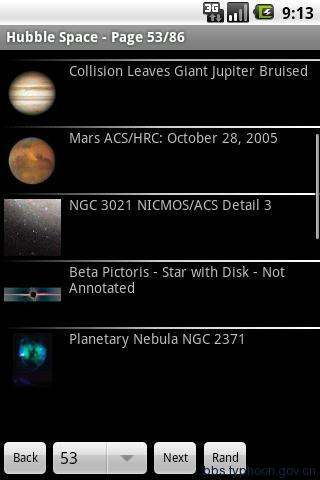 3G 9:13
Hubble Space - Page 53/86
Collision Leaves Giant Jupiter Bruised
Mars ACS/HRC: October 28, 2005
NGC 3021 NICMOS/ACS Detail 3
Beta Pictoris - Star with Disk - Not
Annotated
Planetary Nebula NGC 2371
Back 53 Next Rand
bbs.typhoon.gov.cn